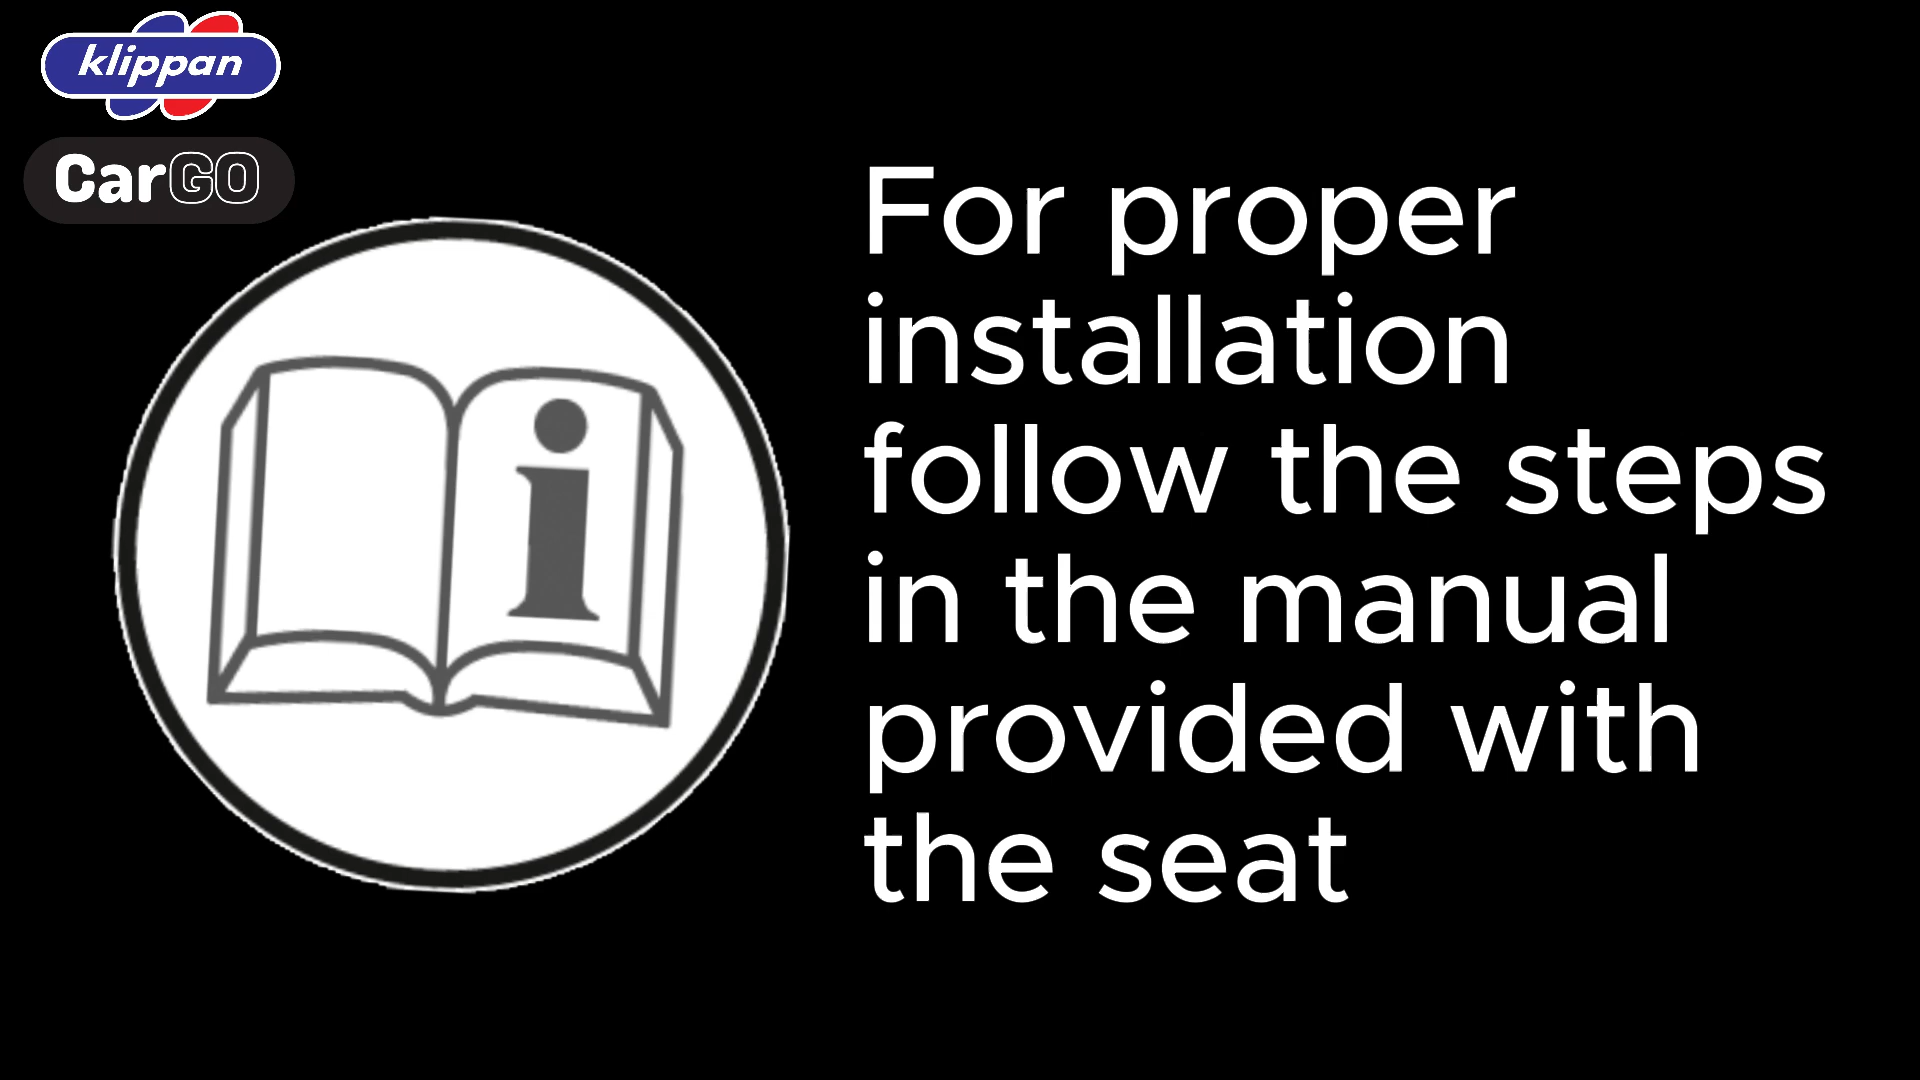 klippan
CarGO
i
For proper
installation
follow the steps
in the manual
provided with
the seat